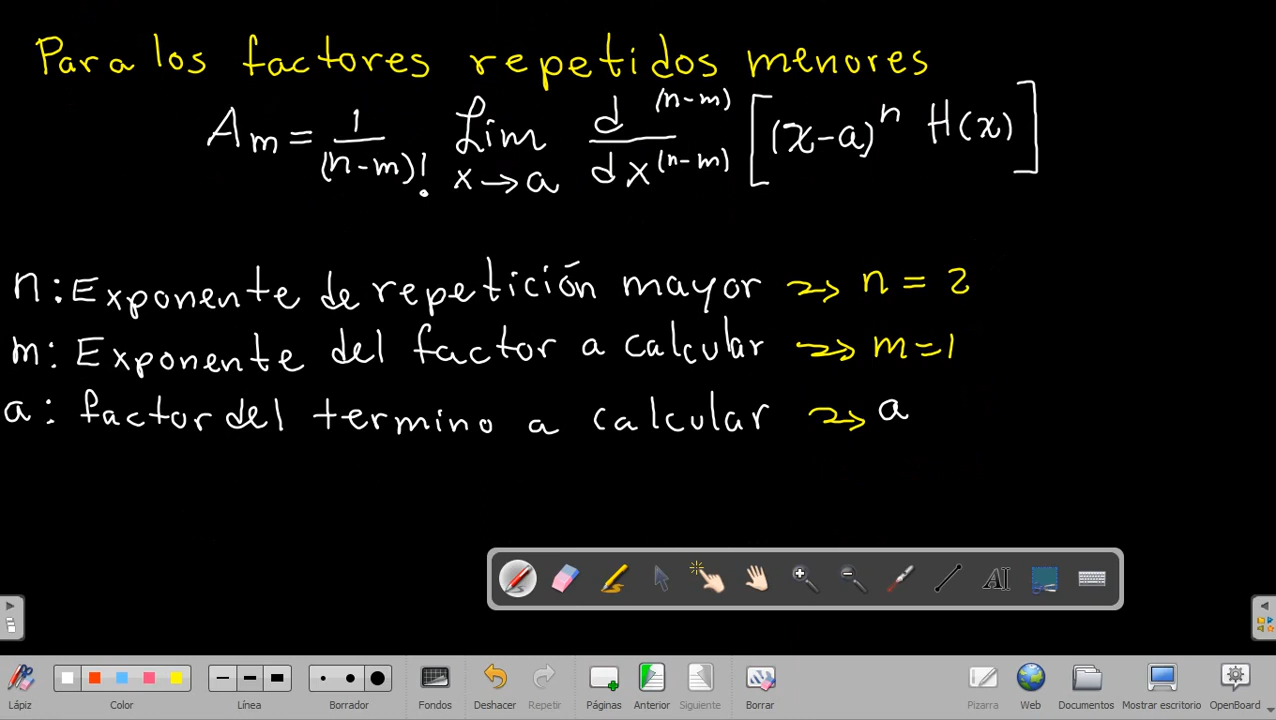 Para los factores repetidos menores
Am = 1/(n-m)! Lim x→a d^(n-m)/dx^(n-m) [(x-a)^n H(x)]
n: Exponente de repetición mayor → n = 2
m: Exponente del factor a calcular → m = 1
a: factor del termino a calcular → a
Lápiz Color Línea Borrador Fondos Deshacer Repetir Páginas Anterior Siguiente Borrar Pizarra Web Documentos Mostrar escritorio OpenBoard